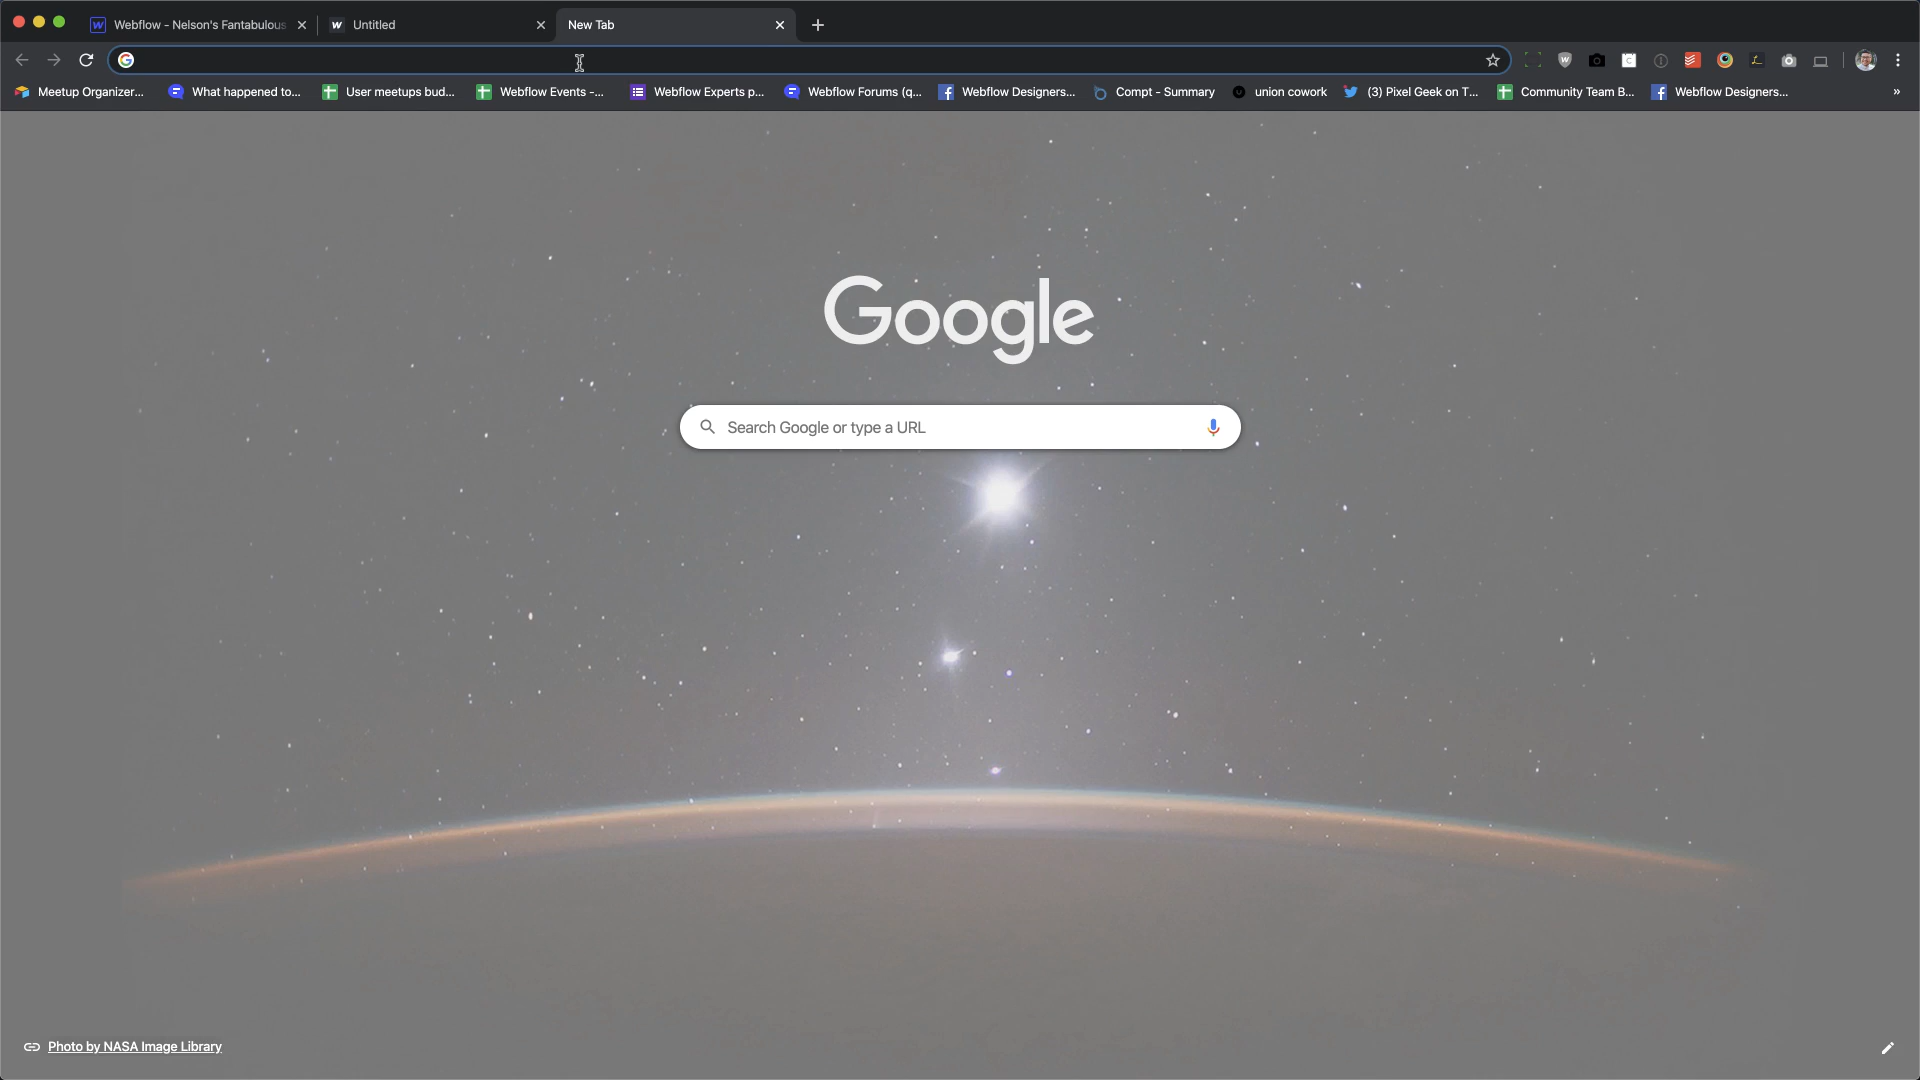 Webflow - Nelson's Fantabulous
Untitled
New Tab
Meetup Organizer...
What happened to...
User meetups bud...
Webflow Events -...
Webflow Experts p...
Webflow Forums (q...
Webflow Designers...
Compt - Summary
union cowork
(3) Pixel Geek on T...
Community Team B...
Webflow Designers...
»
Google
Search Google or type a URL
Photo by NASA Image Library